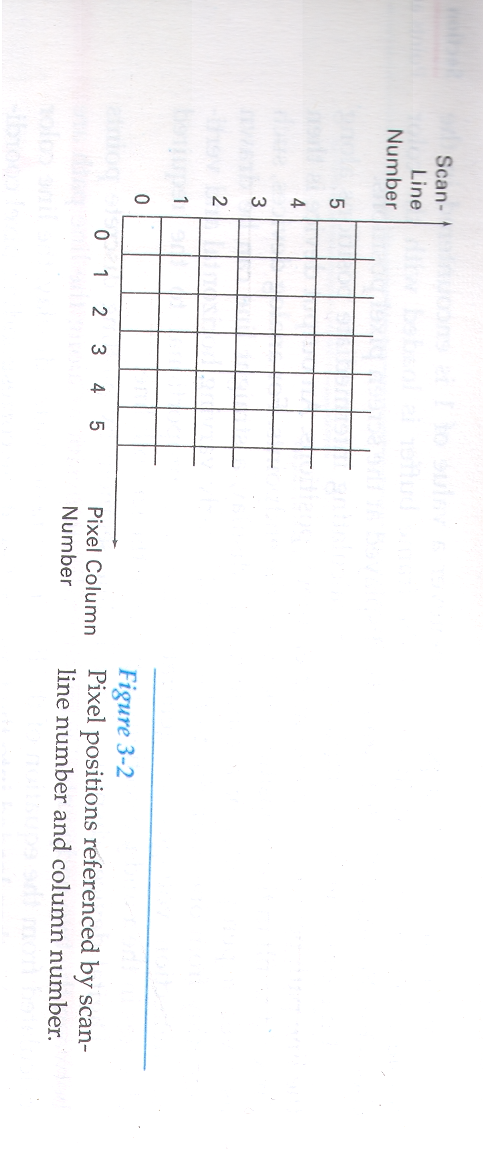 Scan-
Line
Number
5
4
3
2
1
0
0 1 2 3 4 5
Pixel Column
Number
Figure 3-2
Pixel positions referenced by scan-
line number and column number.